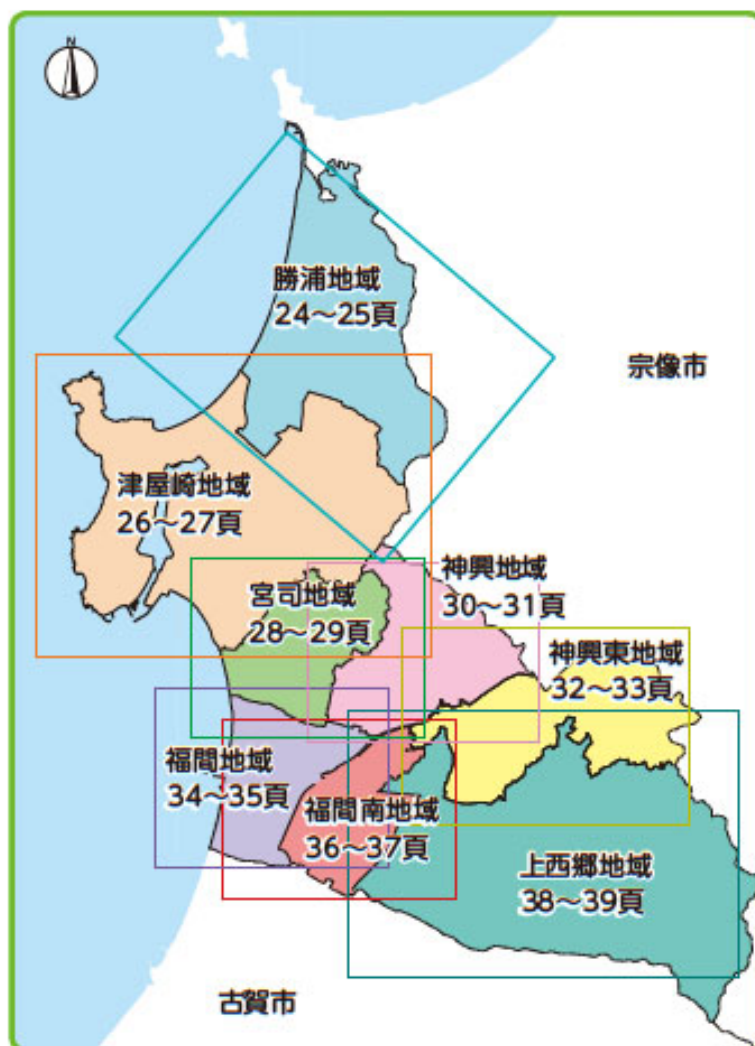 N
勝浦地域
24～25頁
宗像市
津屋崎地域
26～27頁
神興地域
30～31頁
宮司地域
28～29頁
神興東地域
32～33頁
福間地域
34～35頁
福間南地域
36～37頁
上西郷地域
38～39頁
古賀市